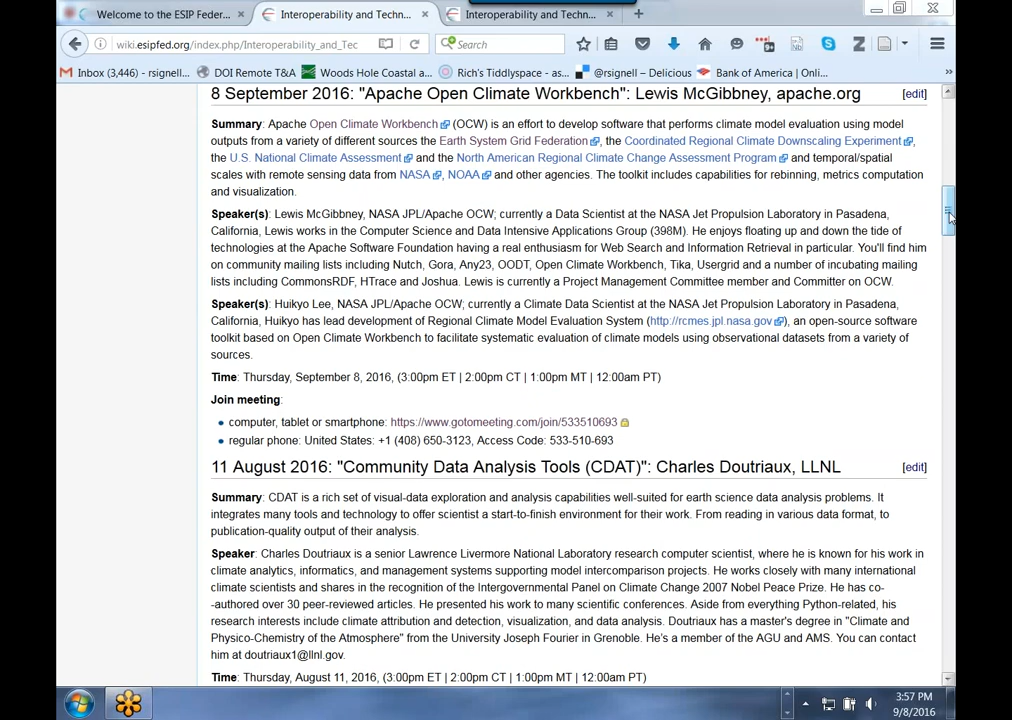 Welcome to the ESIP Feder...
Interoperability and Techn...
Interoperability and Techn...
wiki.esipfed.org/index.php/Interoperability_and_Tec
Search
Inbox (3,446) - rsignell...
DOI Remote T&A
Woods Hole Coastal a...
Rich's Tiddlyspace - as...
@rsignell – Delicious
Bank of America | Onli...
8 September 2016: "Apache Open Climate Workbench": Lewis McGibbney, apache.org [edit]
Summary: Apache Open Climate Workbench (OCW) is an effort to develop software that performs climate model evaluation using model
outputs from a variety of different sources the Earth System Grid Federation, the Coordinated Regional Climate Downscaling Experiment,
the U.S. National Climate Assessment and the North American Regional Climate Change Assessment Program and temporal/spatial
scales with remote sensing data from NASA, NOAA and other agencies. The toolkit includes capabilities for rebinning, metrics computation
and visualization.
Speaker(s): Lewis McGibbney, NASA JPL/Apache OCW; currently a Data Scientist at the NASA Jet Propulsion Laboratory in Pasadena,
California, Lewis works in the Computer Science and Data Intensive Applications Group (398M). He enjoys floating up and down the tide of
technologies at the Apache Software Foundation having a real enthusiasm for Web Search and Information Retrieval in particular. You'll find him
on community mailing lists including Nutch, Gora, Any23, OODT, Open Climate Workbench, Tika, Usergrid and a number of incubating mailing
lists including CommonsRDF, HTrace and Joshua. Lewis is currently a Project Management Committee member and Committer on OCW.
Speaker(s): Huikyo Lee, NASA JPL/Apache OCW; currently a Climate Data Scientist at the NASA Jet Propulsion Laboratory in Pasadena,
California, Huikyo has lead development of Regional Climate Model Evaluation System (http://rcmes.jpl.nasa.gov), an open-source software
toolkit based on Open Climate Workbench to facilitate systematic evaluation of climate models using observational datasets from a variety of
sources.
Time: Thursday, September 8, 2016, (3:00pm ET | 2:00pm CT | 1:00pm MT | 12:00am PT)
Join meeting:
• computer, tablet or smartphone: https://www.gotomeeting.com/join/533510693
• regular phone: United States: +1 (408) 650-3123, Access Code: 533-510-693
11 August 2016: "Community Data Analysis Tools (CDAT)": Charles Doutriaux, LLNL [edit]
Summary: CDAT is a rich set of visual-data exploration and analysis capabilities well-suited for earth science data analysis problems. It
integrates many tools and technology to offer scientist a start-to-finish environment for their work. From reading in various data format, to
publication-quality output of their analysis.
Speaker: Charles Doutriaux is a senior Lawrence Livermore National Laboratory research computer scientist, where he is known for his work in
climate analytics, informatics, and management systems supporting model intercomparison projects. He works closely with many international
climate scientists and shares in the recognition of the Intergovernmental Panel on Climate Change 2007 Nobel Peace Prize. He has co-
-authored over 30 peer-reviewed articles. He presented his work to many scientific conferences. Aside from everything Python-related, his
research interests include climate attribution and detection, visualization, and data analysis. Doutriaux has a master's degree in "Climate and
Physico-Chemistry of the Atmosphere" from the University Joseph Fourier in Grenoble. He's a member of the AGU and AMS. You can contact
him at doutriaux1@llnl.gov.
Time: Thursday, August 11, 2016, (3:00pm ET | 2:00pm CT | 1:00pm MT | 12:00am PT)
3:57 PM
9/8/2016